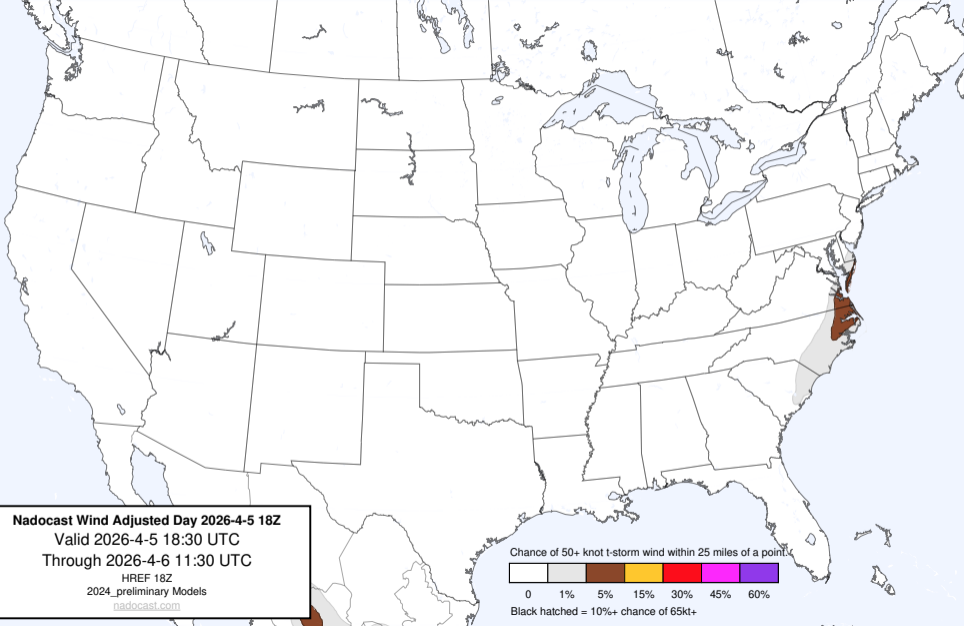 Nadocast Wind Adjusted Day 2026-4-5 18Z
Valid 2026-4-5 18:30 UTC
Through 2026-4-6 11:30 UTC
HREF 18Z
2024_preliminary Models
nadocast.com
Chance of 50+ knot t-storm wind within 25 miles of a point.
0 1% 5% 15% 30% 45% 60%
Black hatched = 10%+ chance of 65kt+